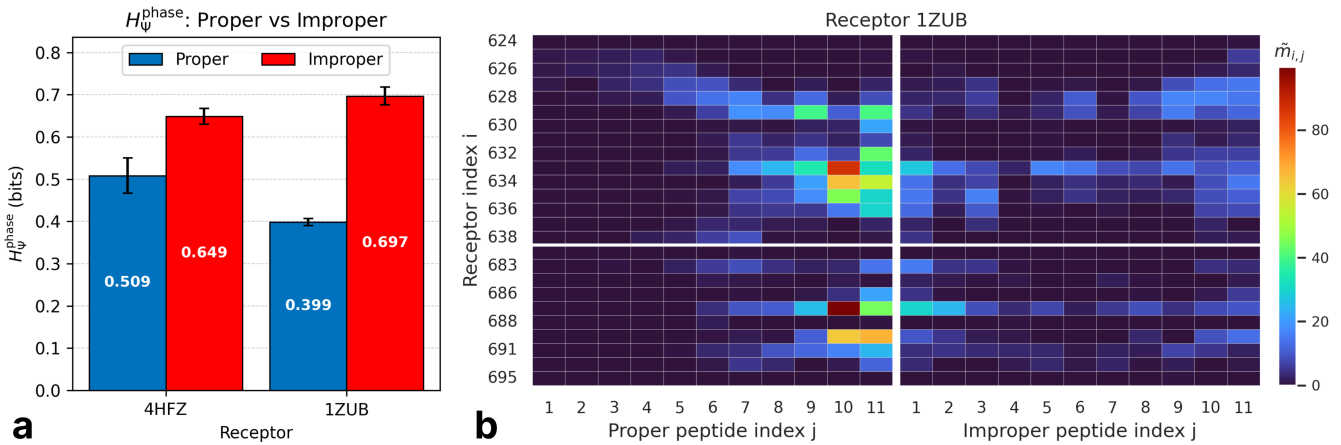 H_Ψ^phase: Proper vs Improper
Proper
Improper
H_Ψ^phase (bits)
0.8
0.7
0.6
0.5
0.4
0.3
0.2
0.1
0.0
0.509
0.649
0.399
0.697
4HFZ
1ZUB
Receptor
a
Receptor 1ZUB
Receptor index i
624
626
628
630
632
634
636
638
683
686
688
691
695
1 2 3 4 5 6 7 8 9 10 11
Proper peptide index j
1 2 3 4 5 6 7 8 9 10 11
Improper peptide index j
m̃_{i,j}
80
60
40
20
0
b